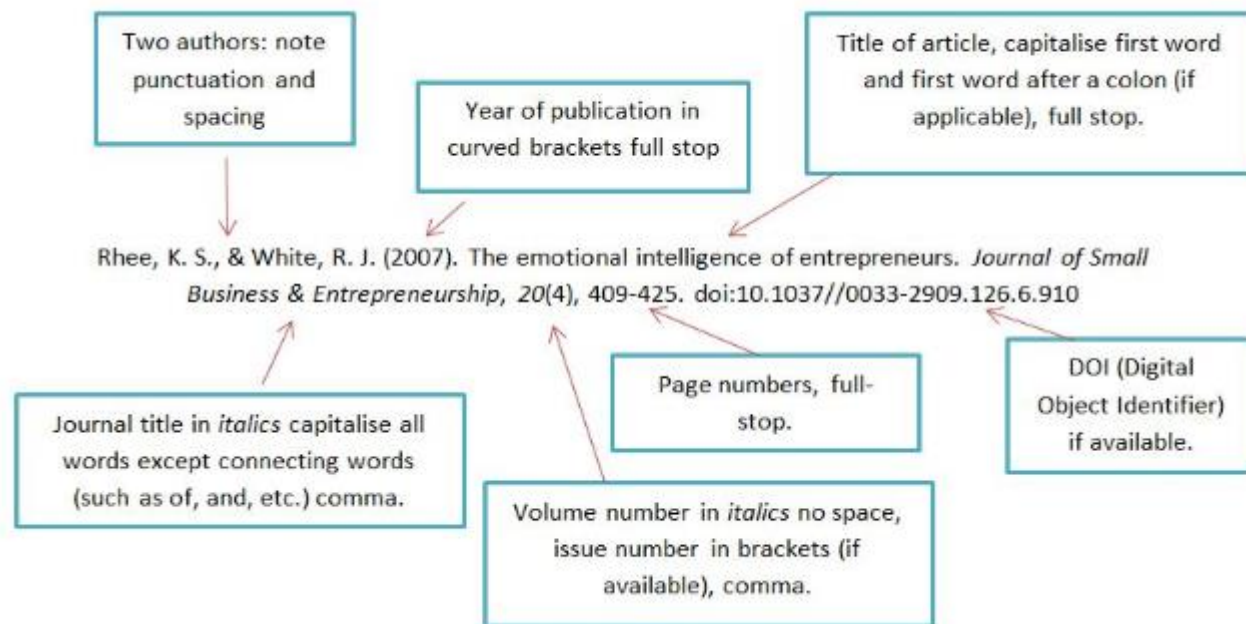 Two authors: note
punctuation and
spacing
Year of publication in
curved brackets full stop
Title of article, capitalise first word
and first word after a colon (if
applicable), full stop.
Rhee, K. S., & White, R. J. (2007). The emotional intelligence of entrepreneurs. Journal of Small
Business & Entrepreneurship, 20(4), 409-425. doi:10.1037//0033-2909.126.6.910
Journal title in italics capitalise all
words except connecting words
(such as of, and, etc.) comma.
Volume number in italics no space,
issue number in brackets (if
available), comma.
Page numbers, full-
stop.
DOI (Digital
Object Identifier)
if available.